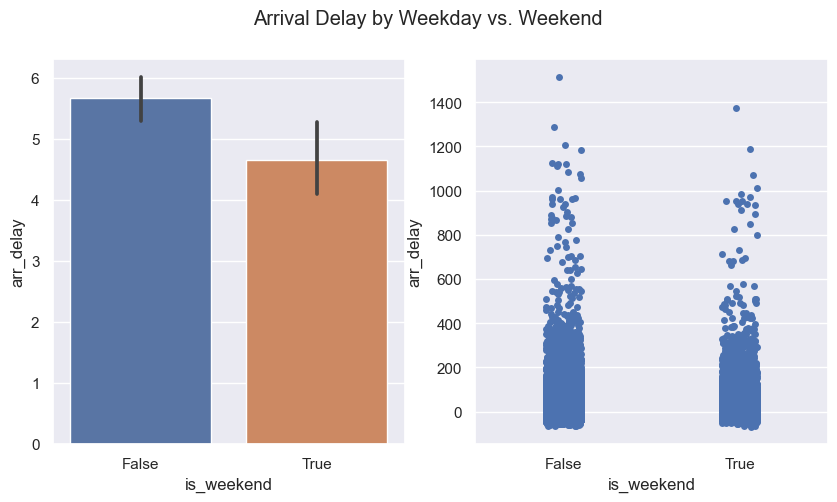 Arrival Delay by Weekday vs. Weekend
arr_delay
6
5
4
3
2
1
0
False
True
is_weekend
arr_delay
1400
1200
1000
800
600
400
200
0
False
True
is_weekend